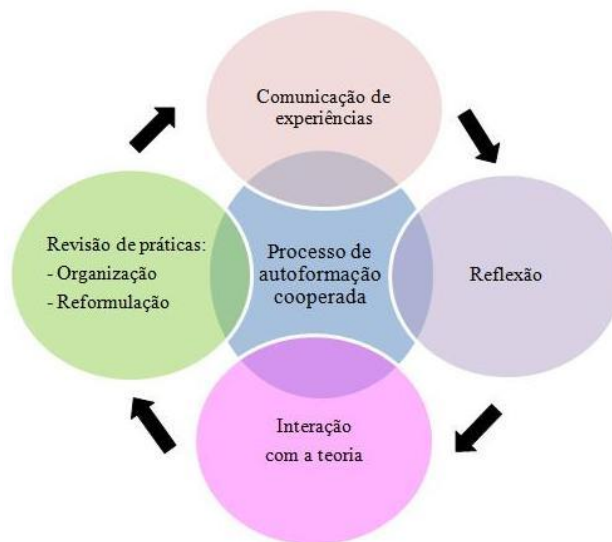 Comunicação de
experiências
Revisão de práticas:
- Organização
- Reformulação
Processo de
autoformação
cooperada
Reflexão
Interação
com a teoria